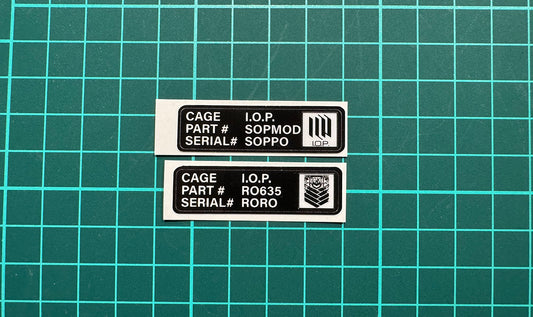 CAGE I.O.P.
PART # SOPMOD
SERIAL# SOPPO
I.O.P.
CAGE I.O.P.
PART # RO635
SERIAL# RORO